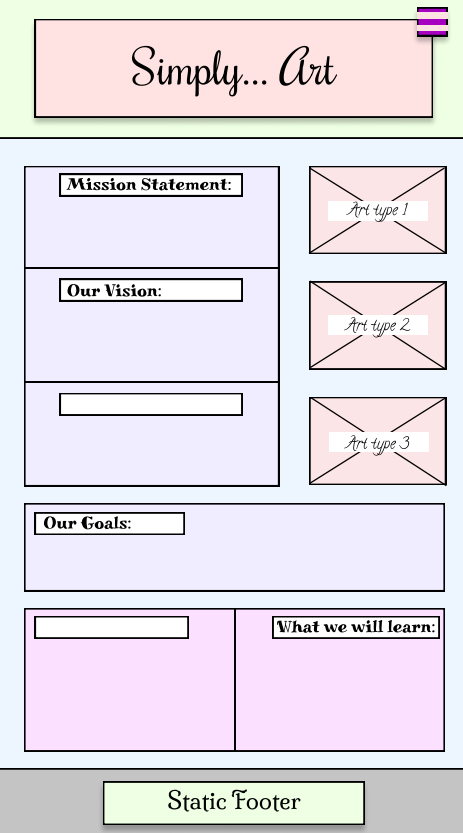 Simply... Art
Mission Statement:
Our Vision:
Art type 1
Art type 2
Art type 3
Our Goals:
What we will learn:
Static Footer